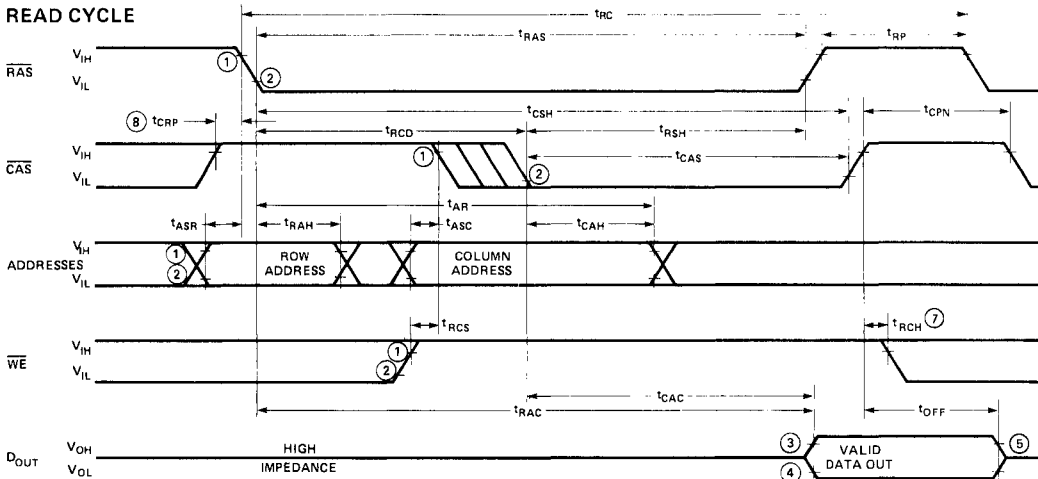 READ CYCLE
tRC
tRAS
tRP
RAS
VIH
VIL
①
②
tCSH
tCPN
⑧ tCRP
tRCD
tRSH
CAS
VIH
VIL
①
②
tCAS
tAR
tASR
tRAH
tASC
tCAH
ADDRESSES
VIH
VIL
①
②
ROW
ADDRESS
COLUMN
ADDRESS
tRCS
tRCH ⑦
WE
VIH
VIL
①
②
tCAC
tRAC
tOFF
DOUT
VOH
VOL
HIGH
IMPEDANCE
③
④
VALID
DATA OUT
⑤